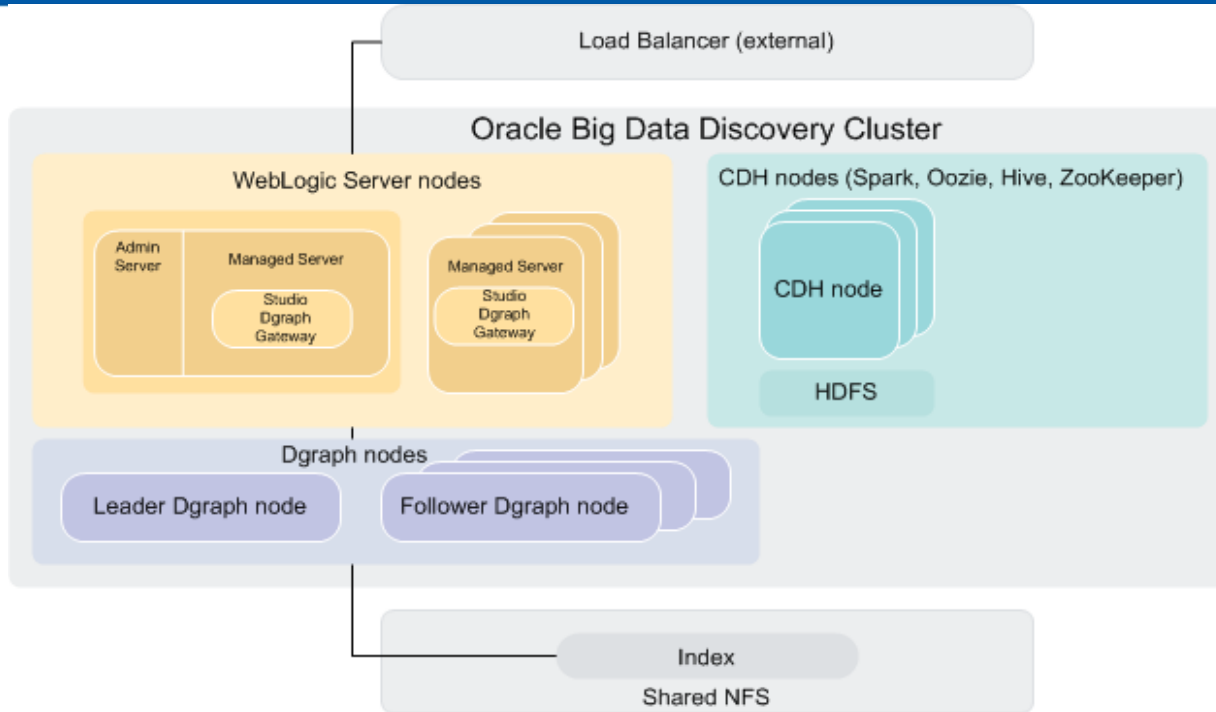 Load Balancer (external)
Oracle Big Data Discovery Cluster
WebLogic Server nodes
Admin
Server
Managed Server
Studio
Dgraph
Gateway
Managed Server
Studio
Dgraph
Gateway
CDH nodes (Spark, Oozie, Hive, ZooKeeper)
CDH node
HDFS
Dgraph nodes
Leader Dgraph node
Follower Dgraph node
Index
Shared NFS